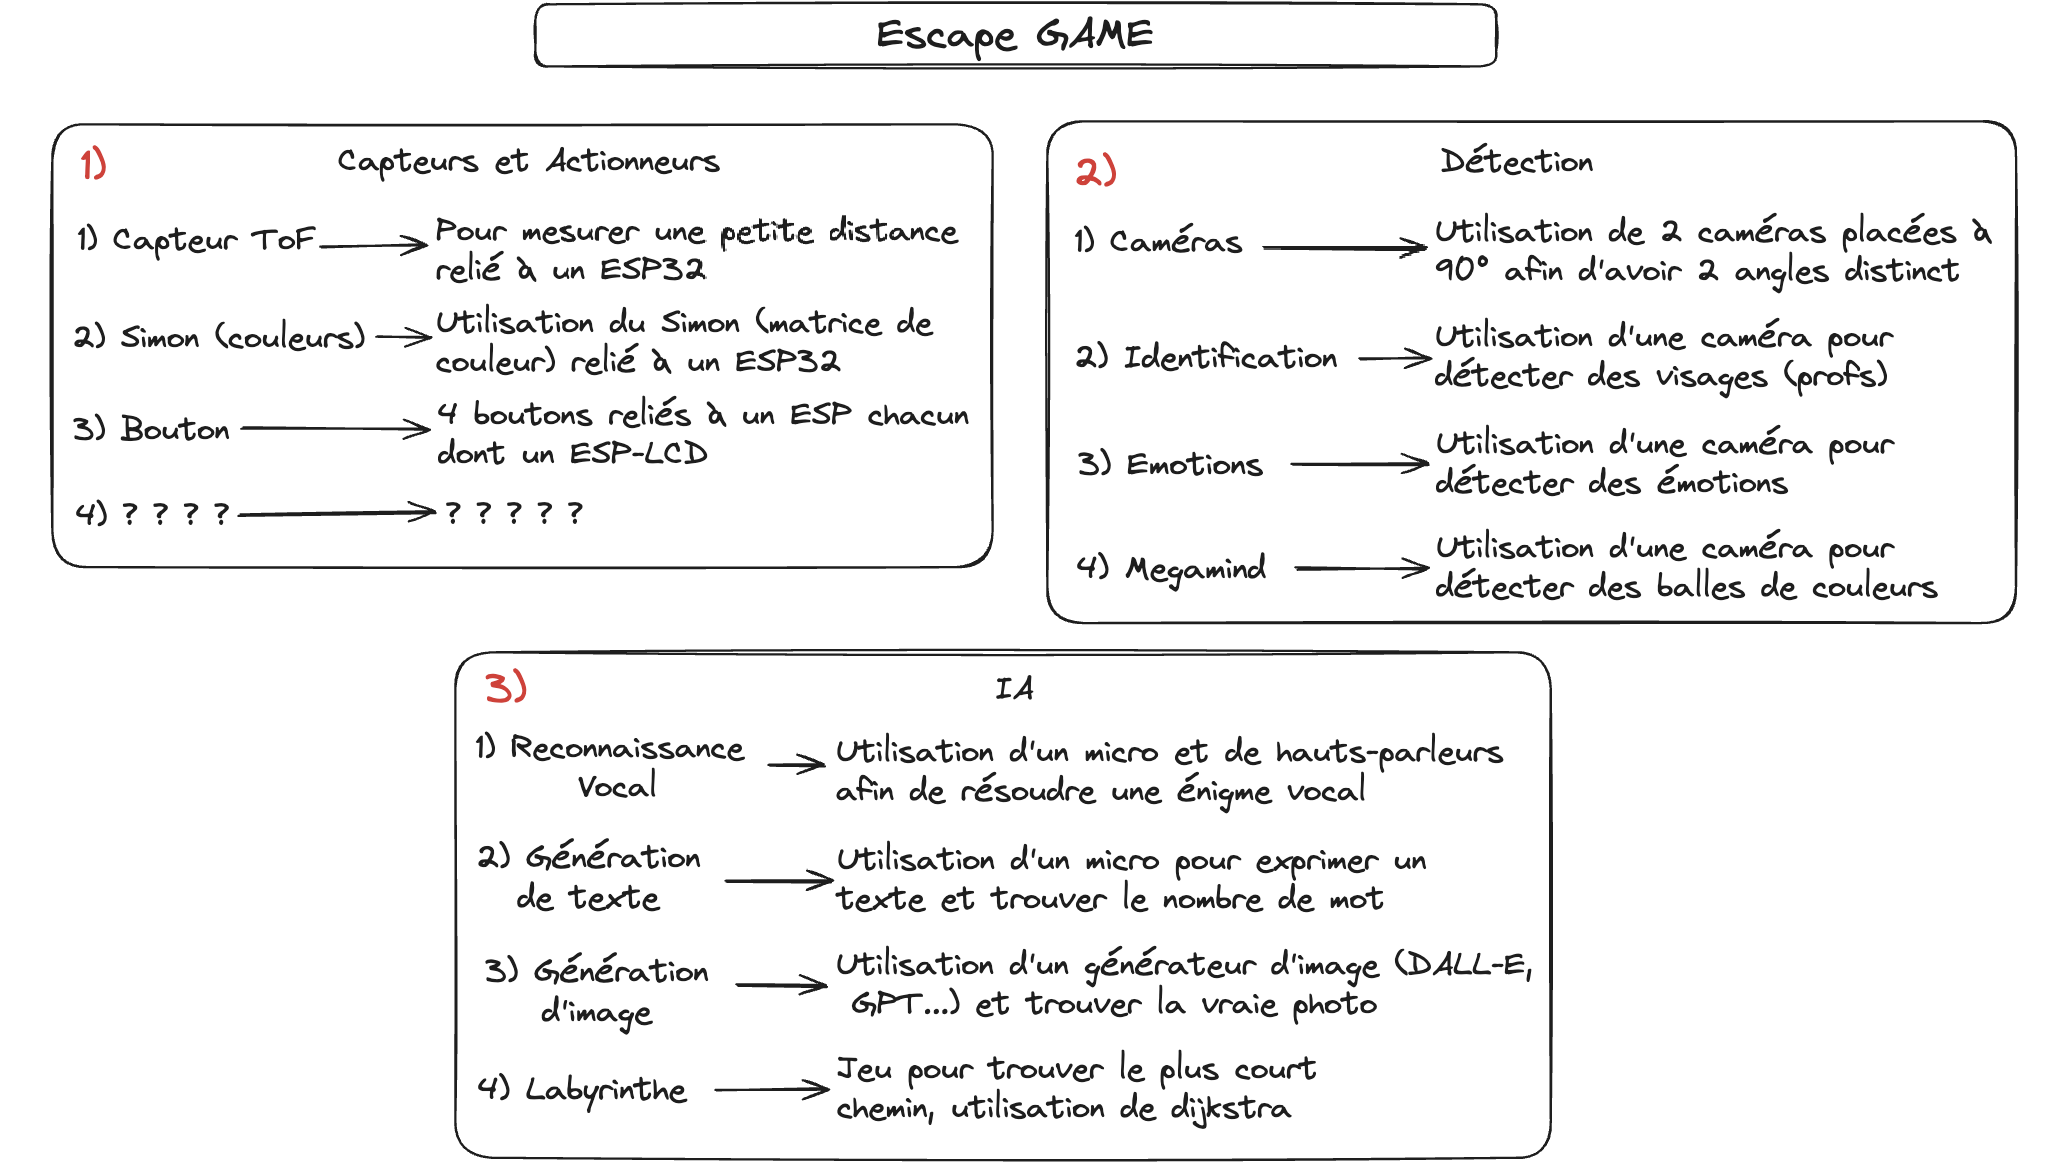 Escape GAME
1)
Capteurs et Actionneurs
1) Capteur ToF
Pour mesurer une petite distance
relié à un ESP32
2) Simon (couleurs)
Utilisation du Simon (matrice de
couleur) relié à un ESP32
3) Bouton
4 boutons reliés à un ESP chacun
dont un ESP-LCD
4) ? ? ? ?
? ? ? ? ?
2)
Détection
1) Caméras
Utilisation de 2 caméras placées à
90° afin d'avoir 2 angles distinct
2) Identification
Utilisation d'une caméra pour
détecter des visages (profs)
3) Emotions
Utilisation d'une caméra pour
détecter des émotions
4) Megamind
Utilisation d'une caméra pour
détecter des balles de couleurs
3)
IA
1) Reconnaissance
Vocal
Utilisation d'un micro et de hauts-parleurs
afin de résoudre une énigme vocal
2) Génération
de texte
Utilisation d'un micro pour exprimer un
texte et trouver le nombre de mot
3) Génération
d'image
Utilisation d'un générateur d'image (DALL-E,
GPT...) et trouver la vraie photo
4) Labyrinthe
Jeu pour trouver le plus court
chemin, utilisation de dijkstra